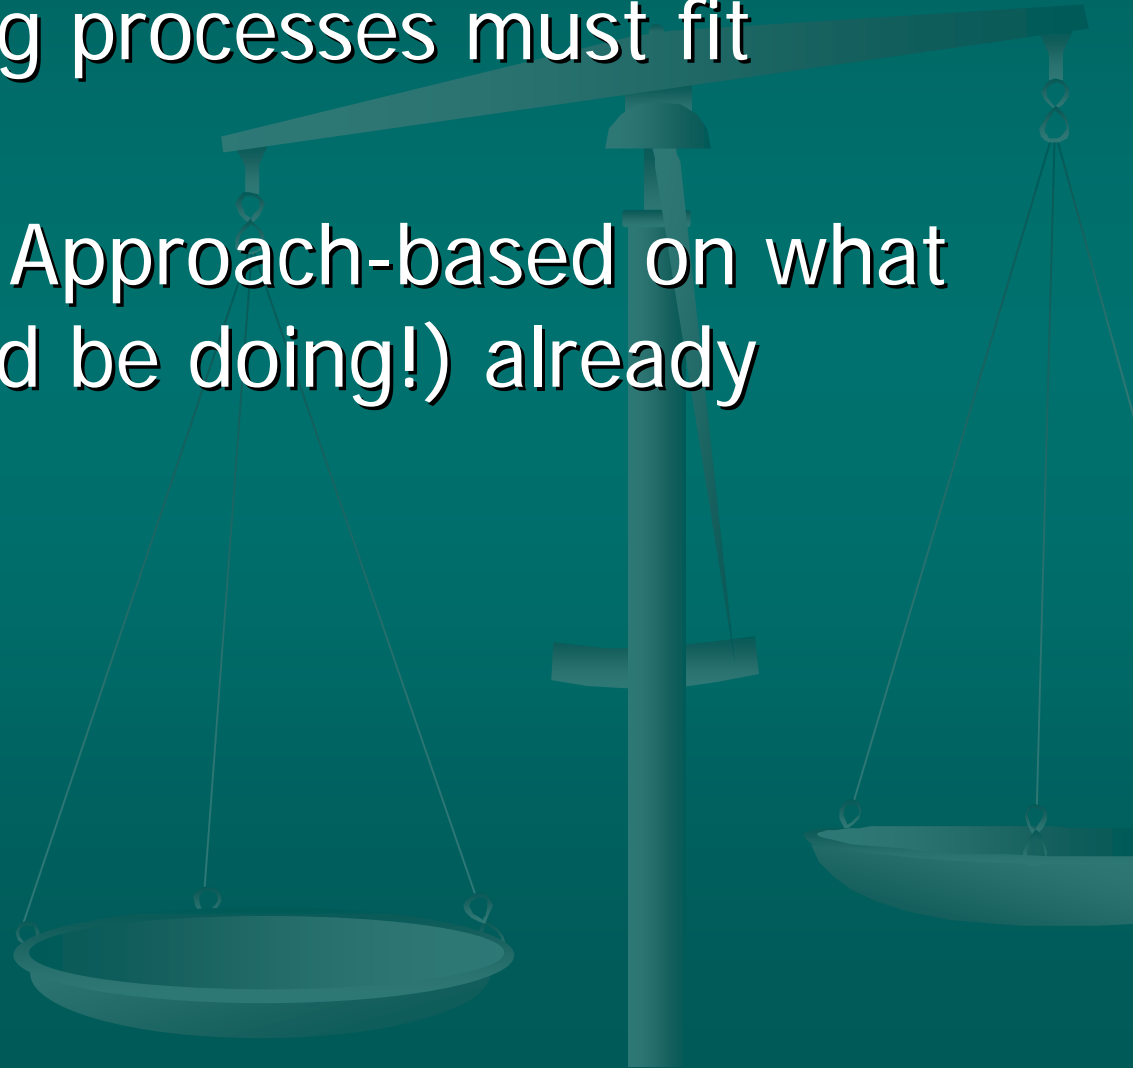 g processes must fit
Approach-based on what
d be doing!) already